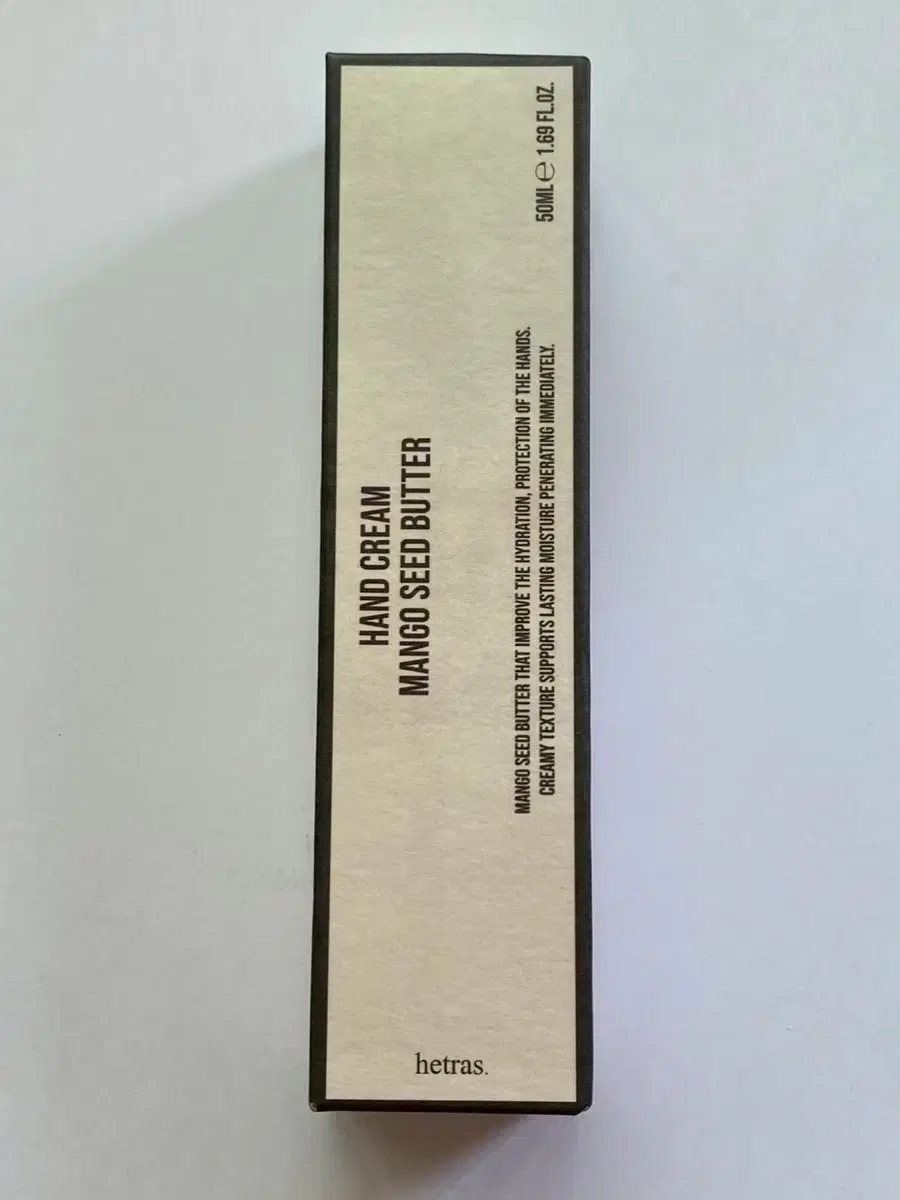 HAND CREAM
MANGO SEED BUTTER
MANGO SEED BUTTER THAT IMPROVE THE HYDRATION, PROTECTION OF THE HANDS.
CREAMY TEXTURE SUPPORTS LASTING MOISTURE PENERATING IMMEDIATELY.
50ML℮ 1.69 FL.OZ.
hetras.